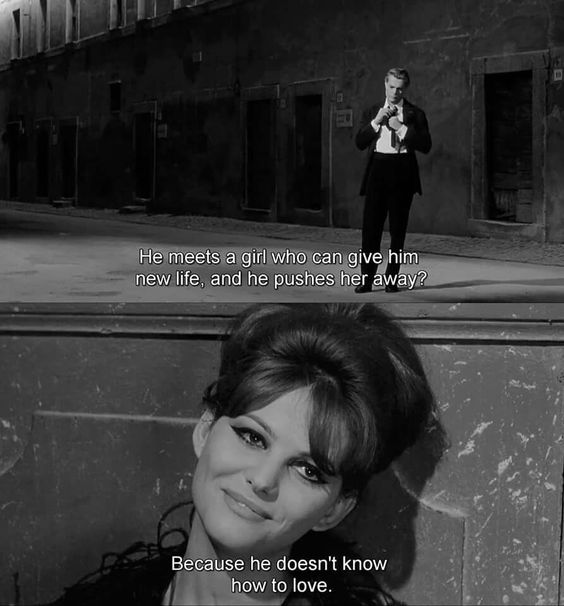 He meets a girl who can give him
new life, and he pushes her away?
Because he doesn't know
how to love.